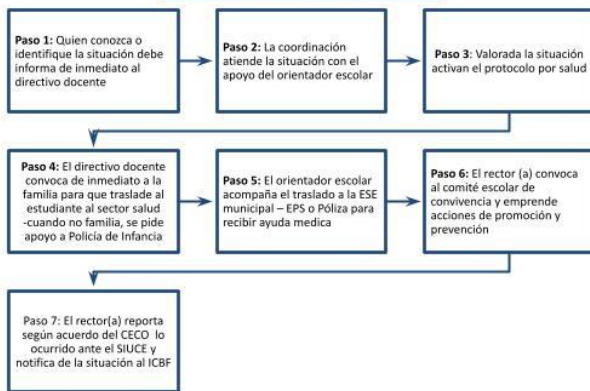 Paso 1: Quien conozca o
identifique la situación debe
informa de inmediato al
directivo docente
Paso 2: La coordinación
atiende la situación con el
apoyo del orientador escolar
Paso 3: Valorada la situación
activan el protocolo por salud
Paso 4: El directivo docente
convoca de inmediato a la
familia para que traslade al
estudiante al sector salud
-cuando no familia, se pide
apoyo a Policía de Infancia
Paso 5: El orientador escolar
acompaña el traslado a la ESE
municipal – EPS o Póliza para
recibir ayuda medica
Paso 6: El rector (a) convoca
al comité escolar de
convivencia y emprende
acciones de promoción y
prevención
Paso 7: El rector(a) reporta
según acuerdo del CECO lo
ocurrido ante el SIUCE y
notifica de la situación al ICBF